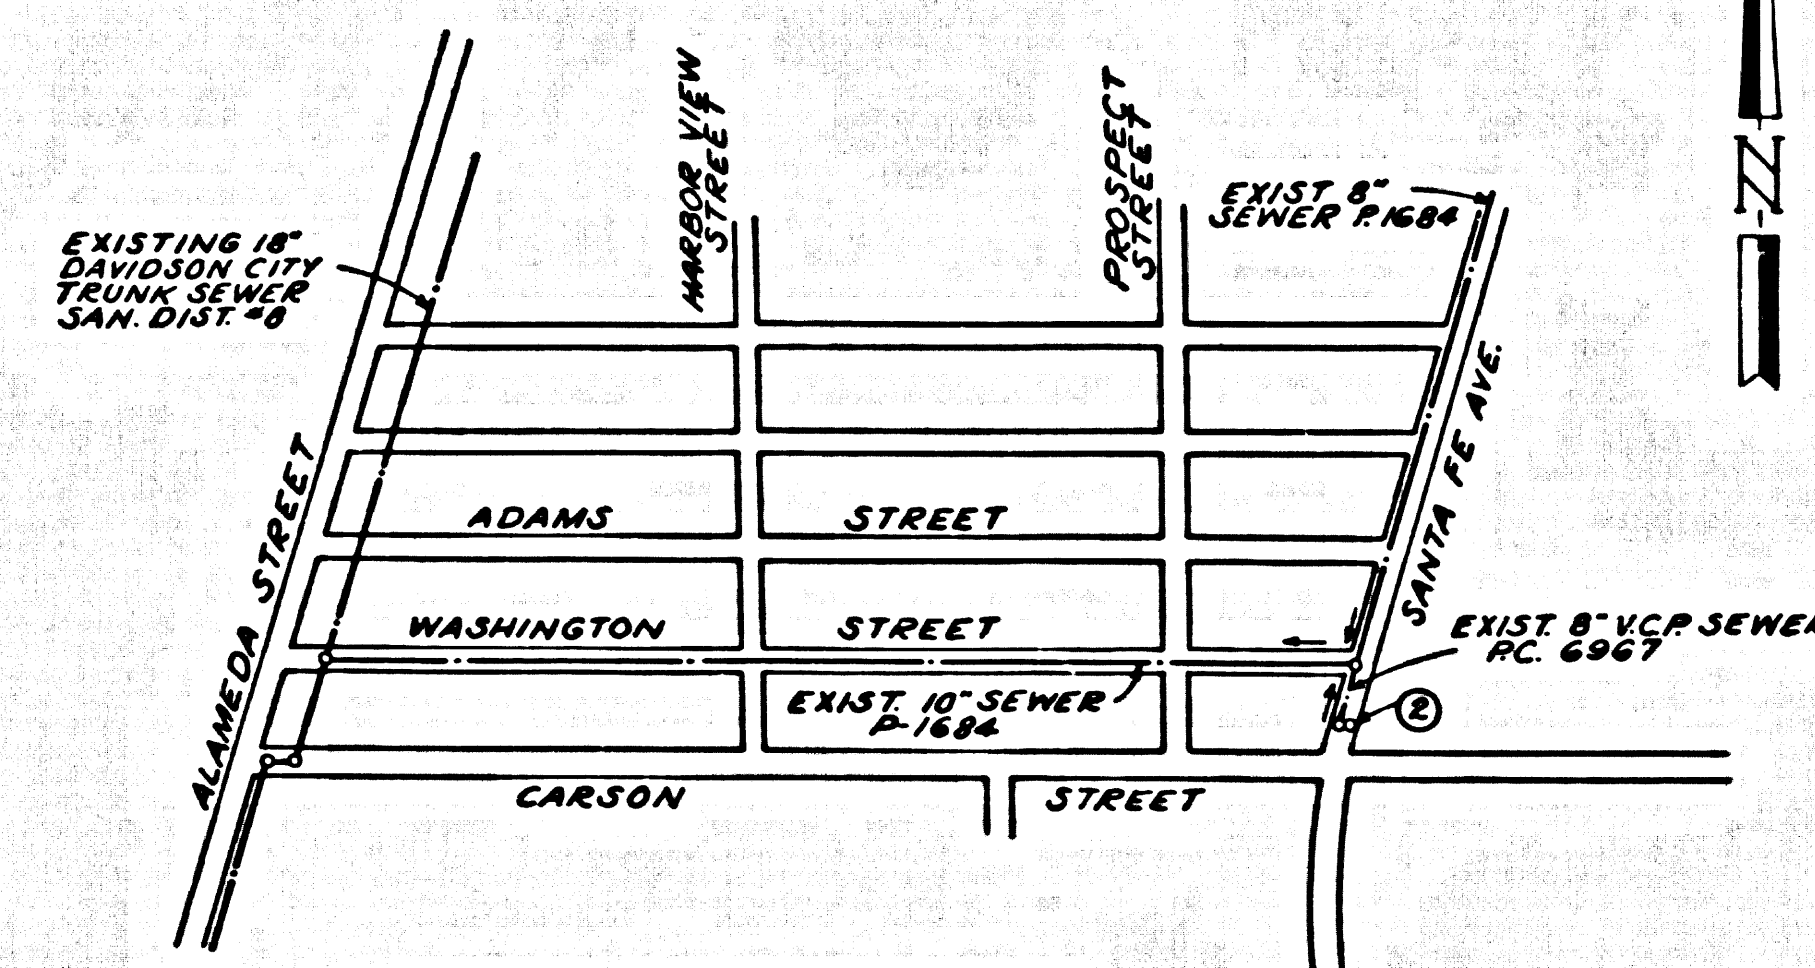 HARBOR VIEW
STREET
PROSPECT
STREET
EXIST 8"
SEWER P.1684
N
EXISTING 18"
DAVIDSON CITY
TRUNK SEWER
SAN. DIST. #8
SANTA FE AVE.
ALAMEDA STREET
ADAMS STREET
WASHINGTON STREET
EXIST. 8" V.C.P. SEWER
P.C. 6967
EXIST. 10" SEWER
P-1684
2
CARSON STREET